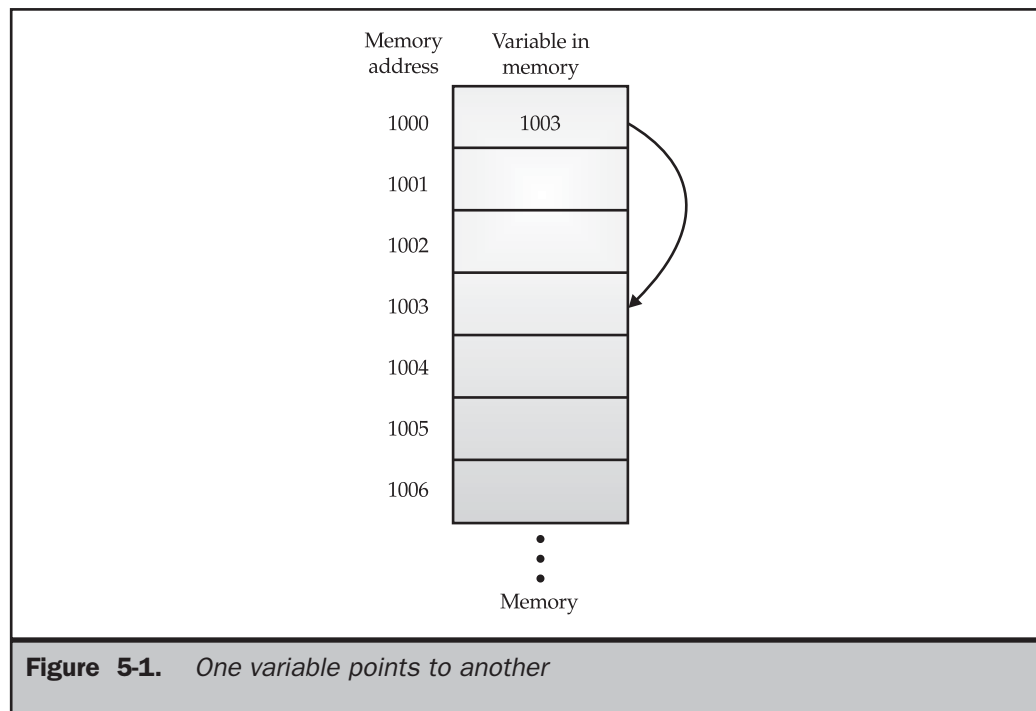 Memory address
Variable in memory
1000
1003
1001
1002
1003
1004
1005
1006
Memory
Figure 5-1. One variable points to another